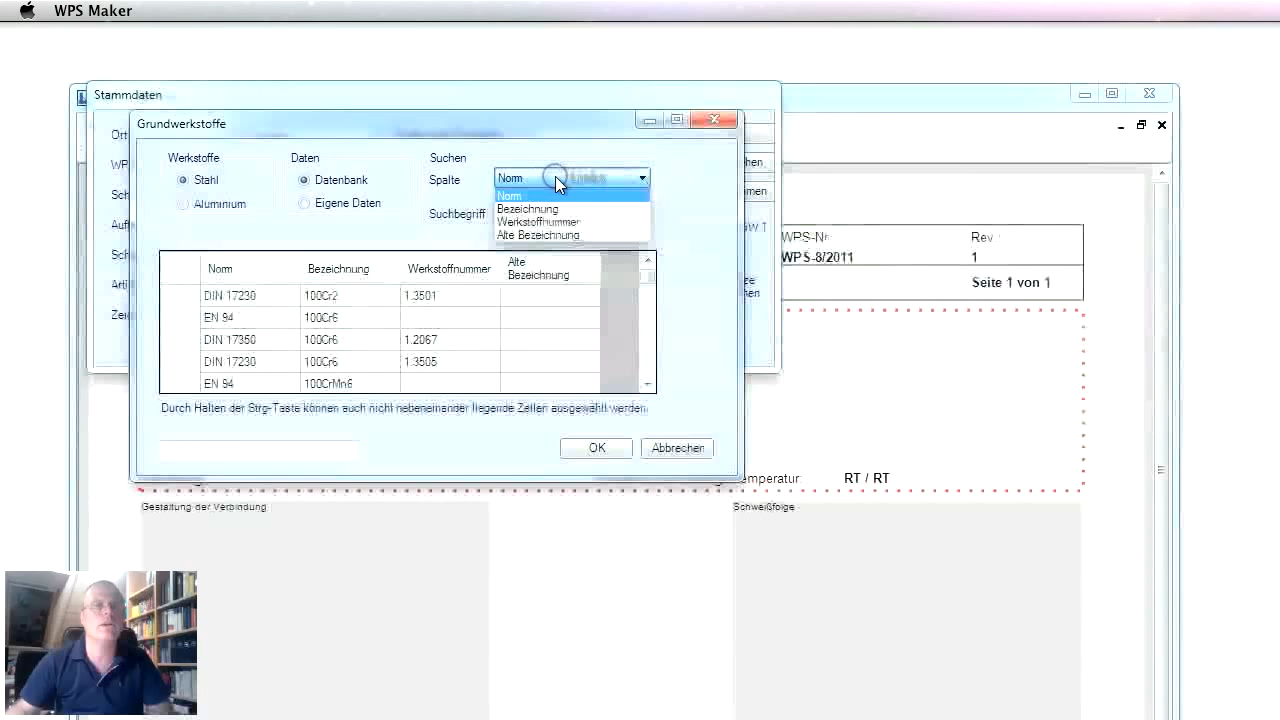 WPS Maker
Stammdaten
Grundwerkstoffe
Werkstoffe Daten Suchen
Stahl Datenbank Spalte Norm
Aluminium Eigene Daten Norm
Bezeichnung
Suchbegriff Werkstoffnummer
Alte Bezeichnung
Norm Bezeichnung Werkstoffnummer Alte
Bezeichnung
DIN 17230 100Cr2 1.3501
EN 94 100Cr6
DIN 17350 100Cr6 1.2067
DIN 17230 100Cr6 1.3505
EN 94 100CrMn6
Durch Halten der Strg-Taste können auch nicht nebeneinander liegende Zellen ausgewählt werden.
OK Abbrechen
Ort
WPS-Nr. Rev
WPS-8/2011 1
Seite 1 von 1
emperatur: RT / RT
Gestaltung der Verbindung Schweißfolge